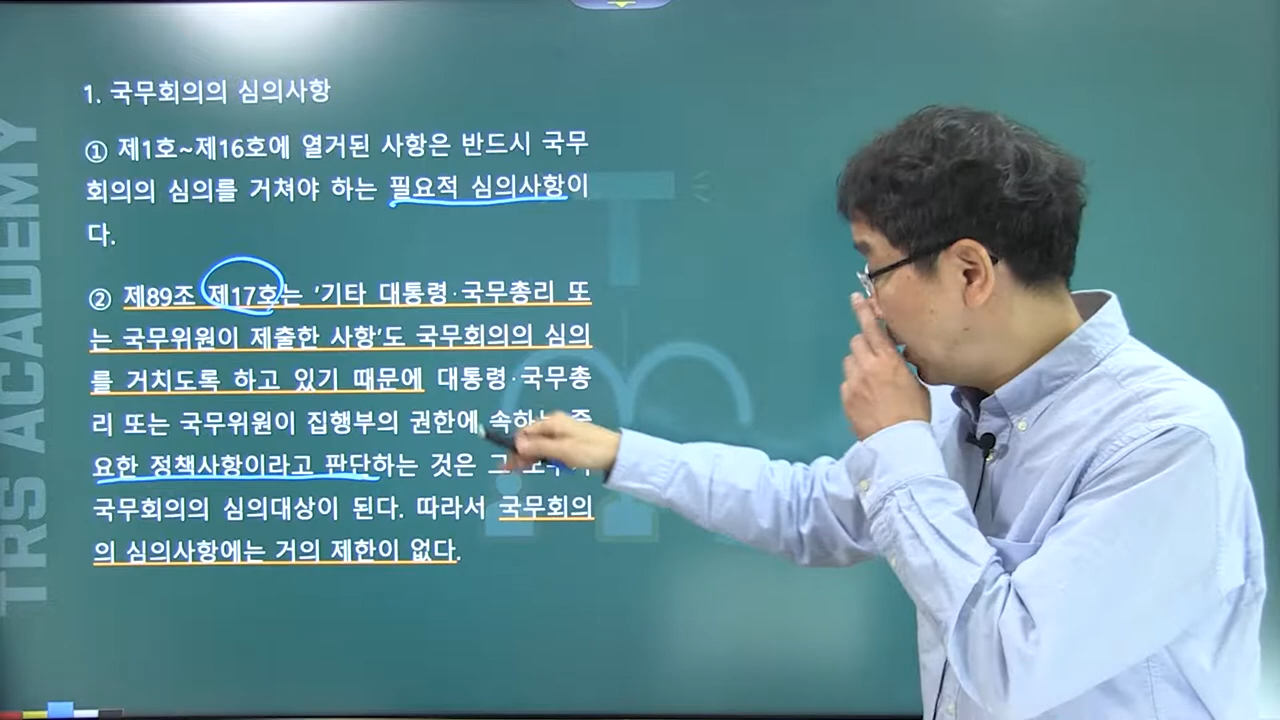 TRS ACADEMY
1. 국무회의의 심의사항
① 제1호~제16호에 열거된 사항은 반드시 국무
회의의 심의를 거쳐야 하는 필요적 심의사항이
다.
② 제89조 제17호는 '기타 대통령·국무총리 또
는 국무위원이 제출한 사항'도 국무회의의 심의
를 거치도록 하고 있기 때문에 대통령·국무총
리 또는 국무위원이 집행부의 권한에
요한 정책사항이라고 판단하는 것은
국무회의의 심의대상이 된다. 따라서 국무회의
의 심의사항에는 거의 제한이 없다.